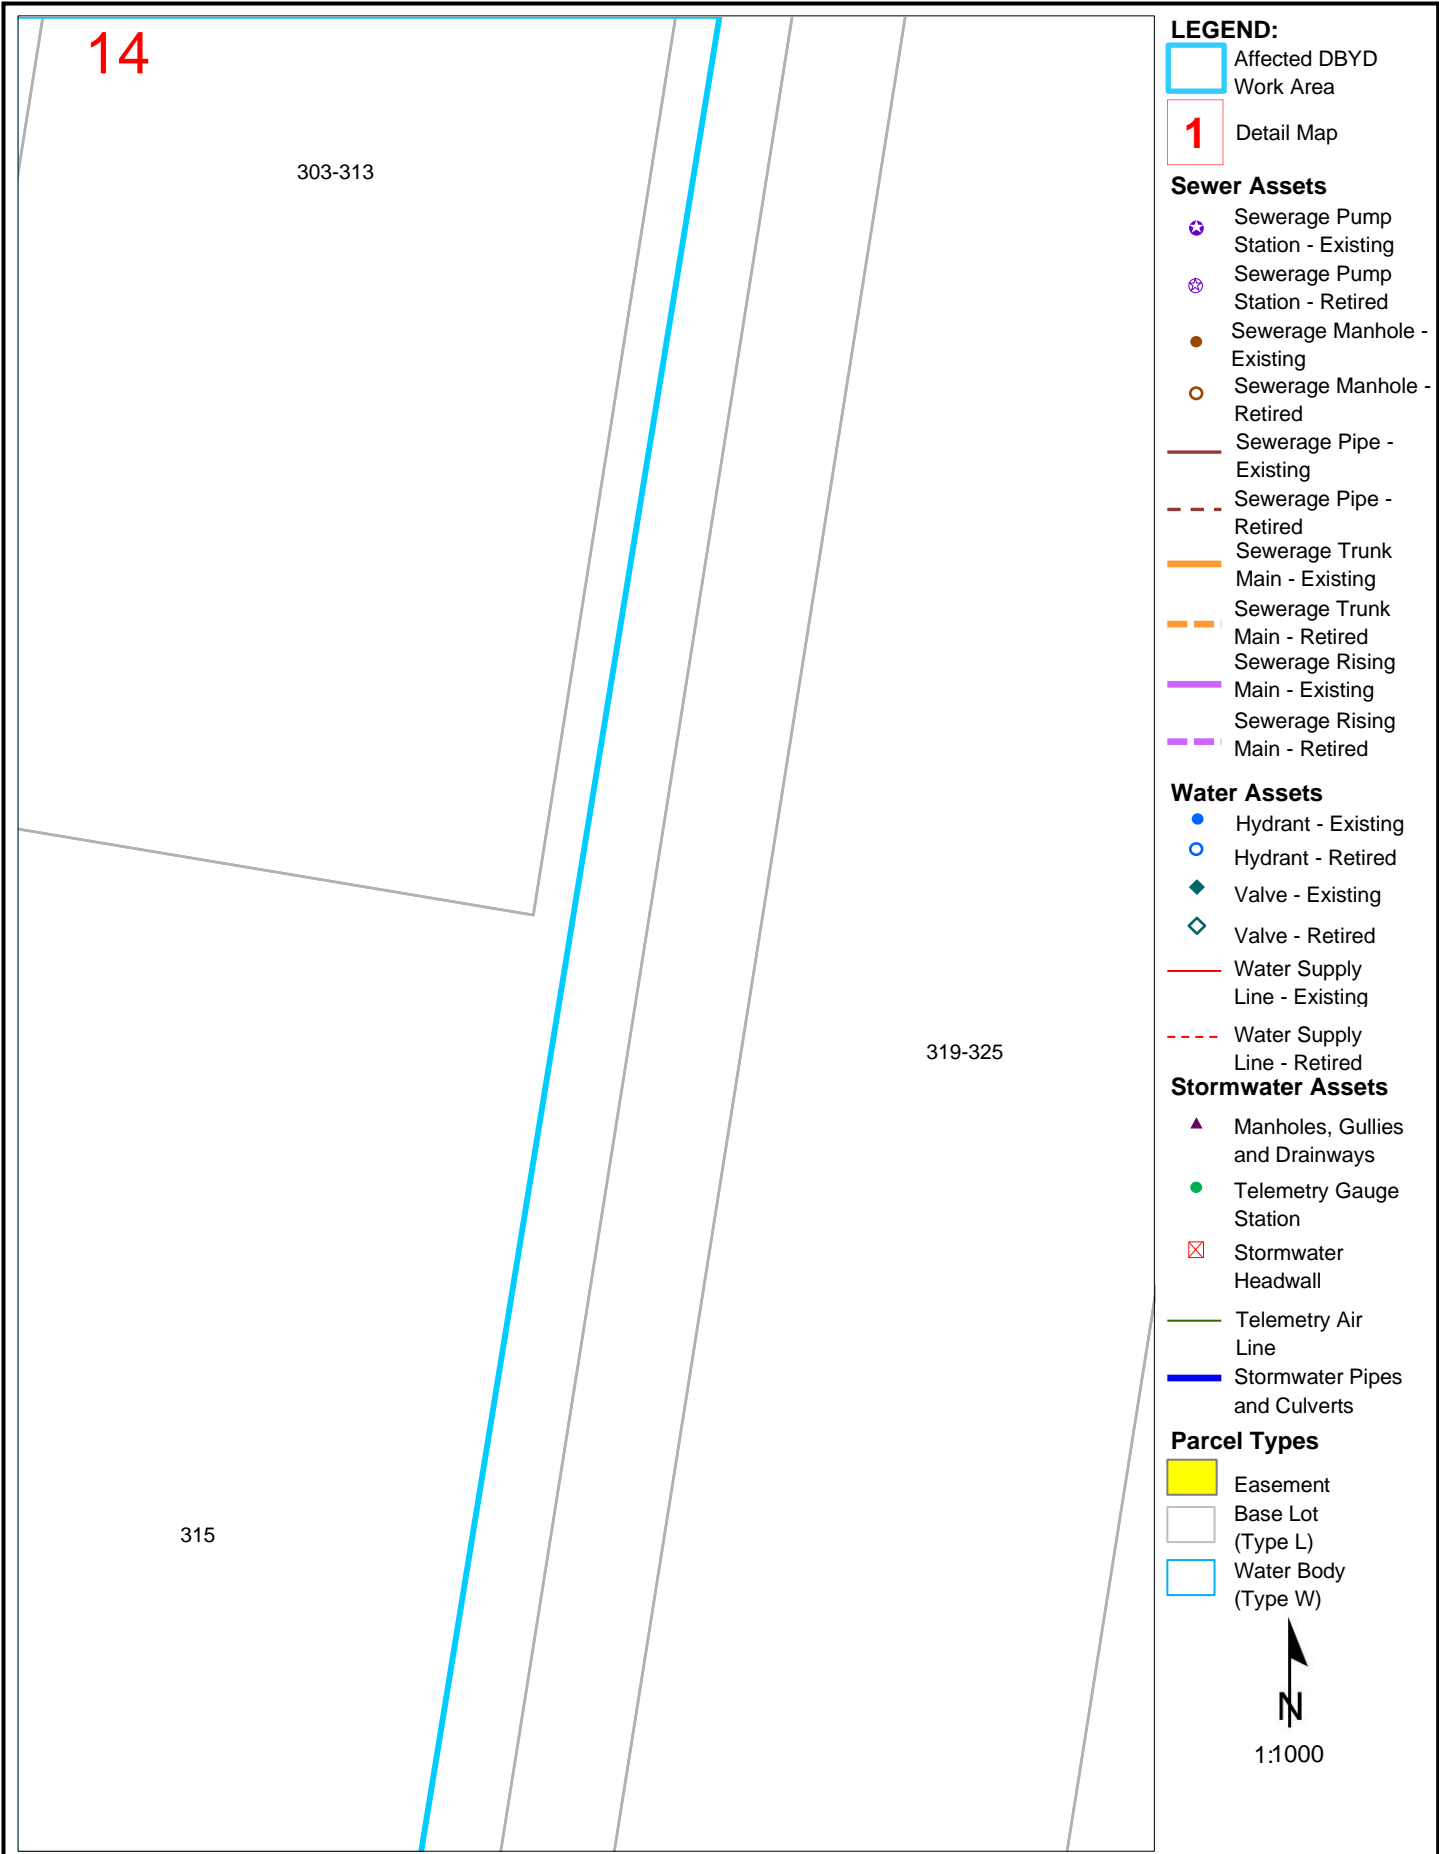 14
303-313
319-325
315
LEGEND:
Affected DBYD
Work Area
1
Detail Map
Sewer Assets
Sewerage Pump
Station - Existing
Sewerage Pump
Station - Retired
Sewerage Manhole -
Existing
Sewerage Manhole -
Retired
Sewerage Pipe -
Existing
Sewerage Pipe -
Retired
Sewerage Trunk
Main - Existing
Sewerage Trunk
Main - Retired
Sewerage Rising
Main - Existing
Sewerage Rising
Main - Retired
Water Assets
Hydrant - Existing
Hydrant - Retired
Valve - Existing
Valve - Retired
Water Supply
Line - Existing
Water Supply
Line - Retired
Stormwater Assets
Manholes, Gullies
and Drainways
Telemetry Gauge
Station
Stormwater
Headwall
Telemetry Air
Line
Stormwater Pipes
and Culverts
Parcel Types
Easement
Base Lot
(Type L)
Water Body
(Type W)
N
1:1000